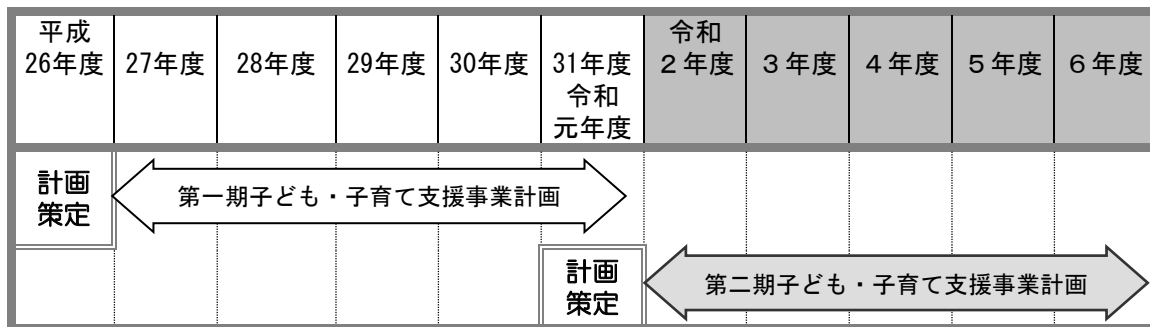 平成
26年度
27年度
28年度
29年度
30年度
31年度
令和
元年度
令和
２年度
３年度
４年度
５年度
６年度
計画
策定
第一期子ども・子育て支援事業計画
計画
策定
第二期子ども・子育て支援事業計画